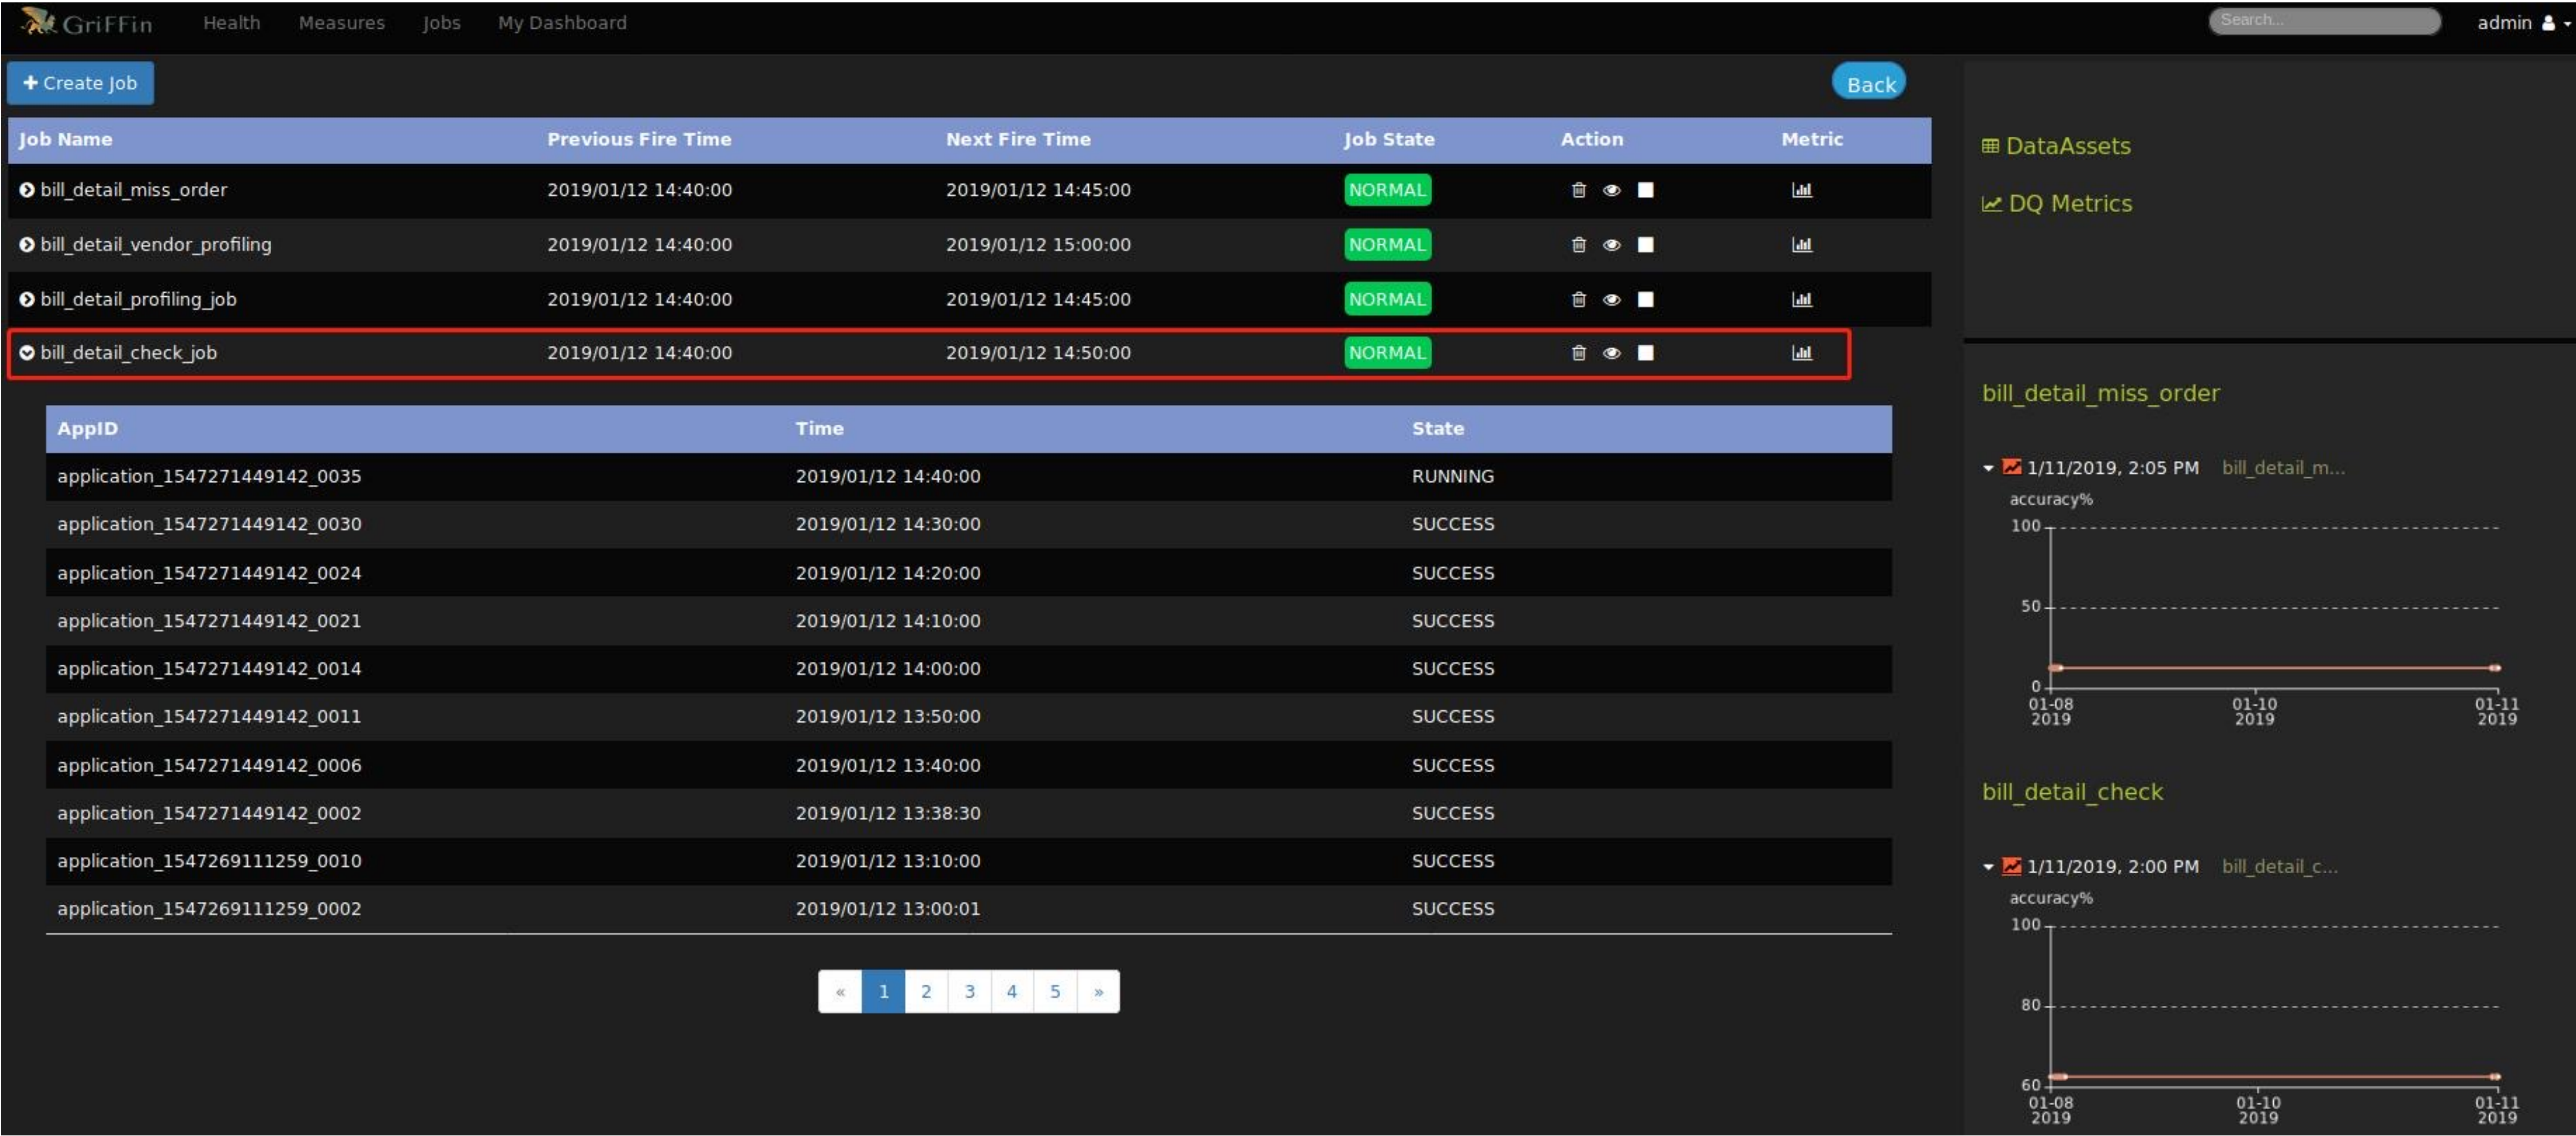 GriFFin Health Measures Jobs My Dashboard Search... admin
Create Job
Back
Job Name Previous Fire Time Next Fire Time Job State Action Metric
bill_detail_miss_order 2019/01/12 14:40:00 2019/01/12 14:45:00 NORMAL
bill_detail_vendor_profiling 2019/01/12 14:40:00 2019/01/12 15:00:00 NORMAL
bill_detail_profiling_job 2019/01/12 14:40:00 2019/01/12 14:45:00 NORMAL
bill_detail_check_job 2019/01/12 14:40:00 2019/01/12 14:50:00 NORMAL
AppID Time State
application_1547271449142_0035 2019/01/12 14:40:00 RUNNING
application_1547271449142_0030 2019/01/12 14:30:00 SUCCESS
application_1547271449142_0024 2019/01/12 14:20:00 SUCCESS
application_1547271449142_0021 2019/01/12 14:10:00 SUCCESS
application_1547271449142_0014 2019/01/12 14:00:00 SUCCESS
application_1547271449142_0011 2019/01/12 13:50:00 SUCCESS
application_1547271449142_0006 2019/01/12 13:40:00 SUCCESS
application_1547271449142_0002 2019/01/12 13:38:30 SUCCESS
application_1547269111259_0010 2019/01/12 13:10:00 SUCCESS
application_1547269111259_0002 2019/01/12 13:00:01 SUCCESS
« 1 2 3 4 5 »
DataAssets
DQ Metrics
bill_detail_miss_order
1/11/2019, 2:05 PM bill_detail_m...
accuracy%
100
50
0
01-08 01-10 01-11
2019 2019 2019
bill_detail_check
1/11/2019, 2:00 PM bill_detail_c...
accuracy%
100
80
60
01-08 01-10 01-11
2019 2019 2019